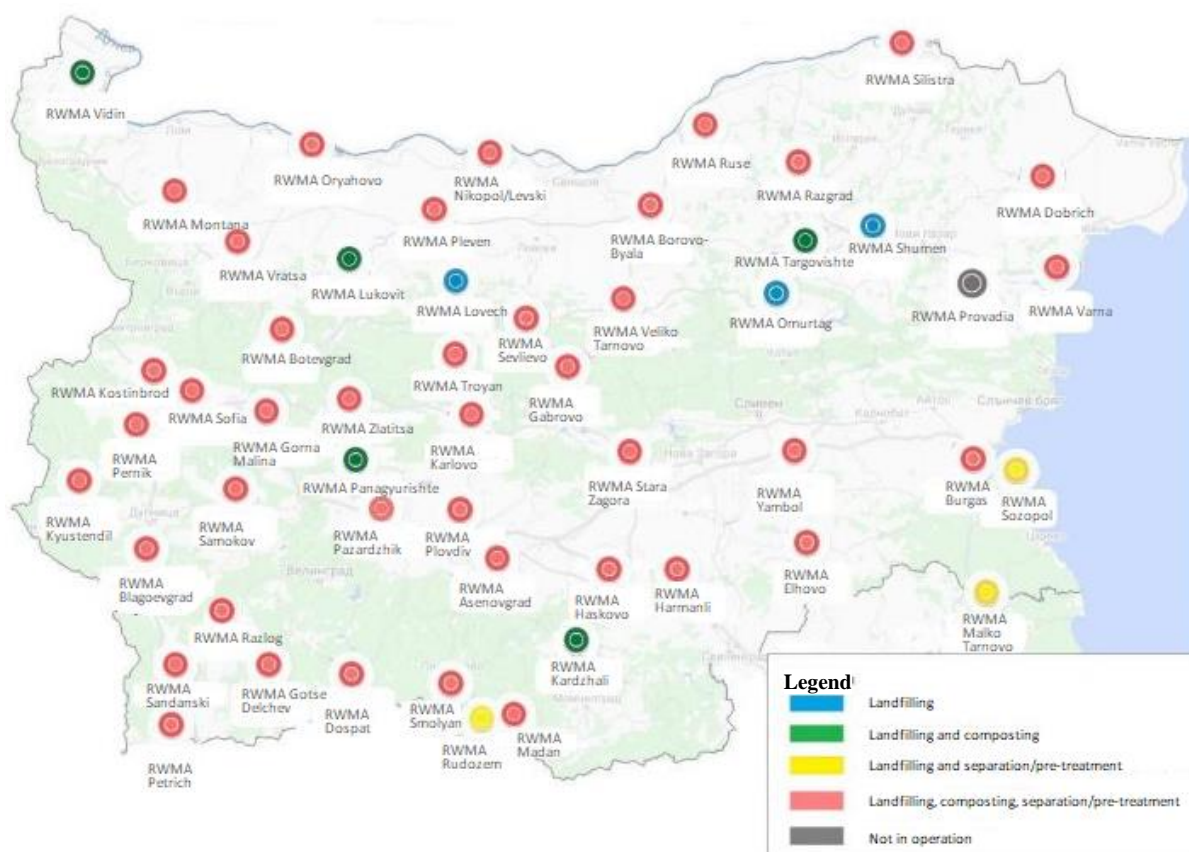 RWMA Silistra
RWMA Vidin
RWMA Ruse
RWMA Oryahovo
RWMA
Nikopol/Levski
RWMA
Razgrad
RWMA Dobrich
RWMA Montana
RWMA Pleven
RWMA Borovo-
Byala
RWMA Shumen
RWMA Vratsa
RWMA Targovishte
RWMA Lukovit
RWMA
Lovech
RWMA Omurtag
RWMA Provadia
RWMA Varna
RWMA Veliko
Tarnovo
RWMA
Sevlievo
RWMA
Botevgrad
RWMA Troyan
RWMA
Gabrovo
RWMA Kostinbrod
RWMA Sofia
RWMA
Zlatitsa
RWMA Gorna
Malina
RWMA
Karlovo
RWMA
Pernik
RWMA Panagyurishte
RWMA Stara
Zagora
Нова Загора
Сливен
Карнобат
Айтос
RWMA
Yambol
RWMA
Burgas
RWMA
Sozopol
RWMA
Kyustendil
RWMA
Samokov
RWMA
Pazardzhik
RWMA
Plovdiv
RWMA
Asenovgrad
RWMA
Haskovo
RWMA
Harmanli
RWMA
Elhovo
RWMA
Blagoevgrad
Велинград
RWMA Razlog
RWMA
Malko
Tarnovo
RWMA
Kardzhali
RWMA
Sandanski
RWMA Gotse
Delchev
RWMA
Dospat
RWMA
Smolyan
RWMA
Rudozem
RWMA
Madan
RWMA
Petrich
Legend
Landfilling
Landfilling and composting
Landfilling and separation/pre-treatment
Landfilling, composting, separation/pre-treatment
Not in operation